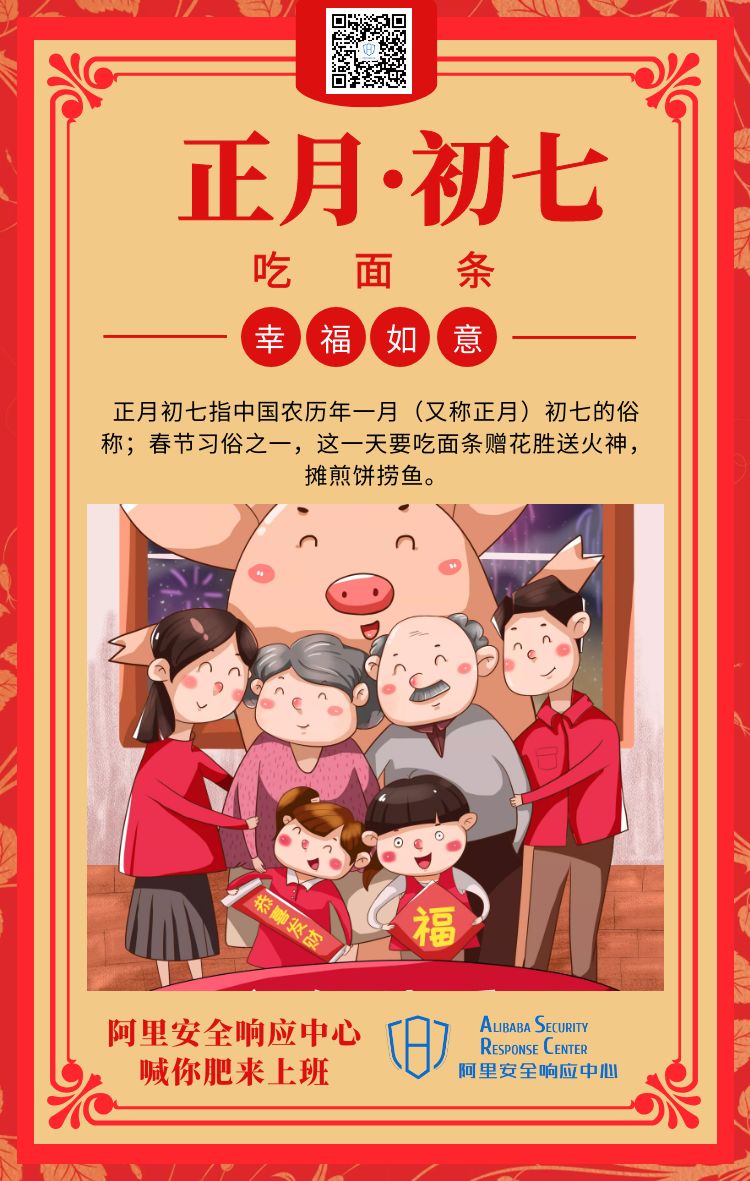 正月·初七
吃面条
幸福如意
正月初七指中国农历年一月（又称正月）初七的俗
称；春节习俗之一，这一天要吃面条赠花胜送火神，
摊煎饼捞鱼。
恭喜发财
福
阿里安全响应中心
喊你肥来上班
ALIBABA SECURITY
RESPONSE CENTER
阿里安全响应中心